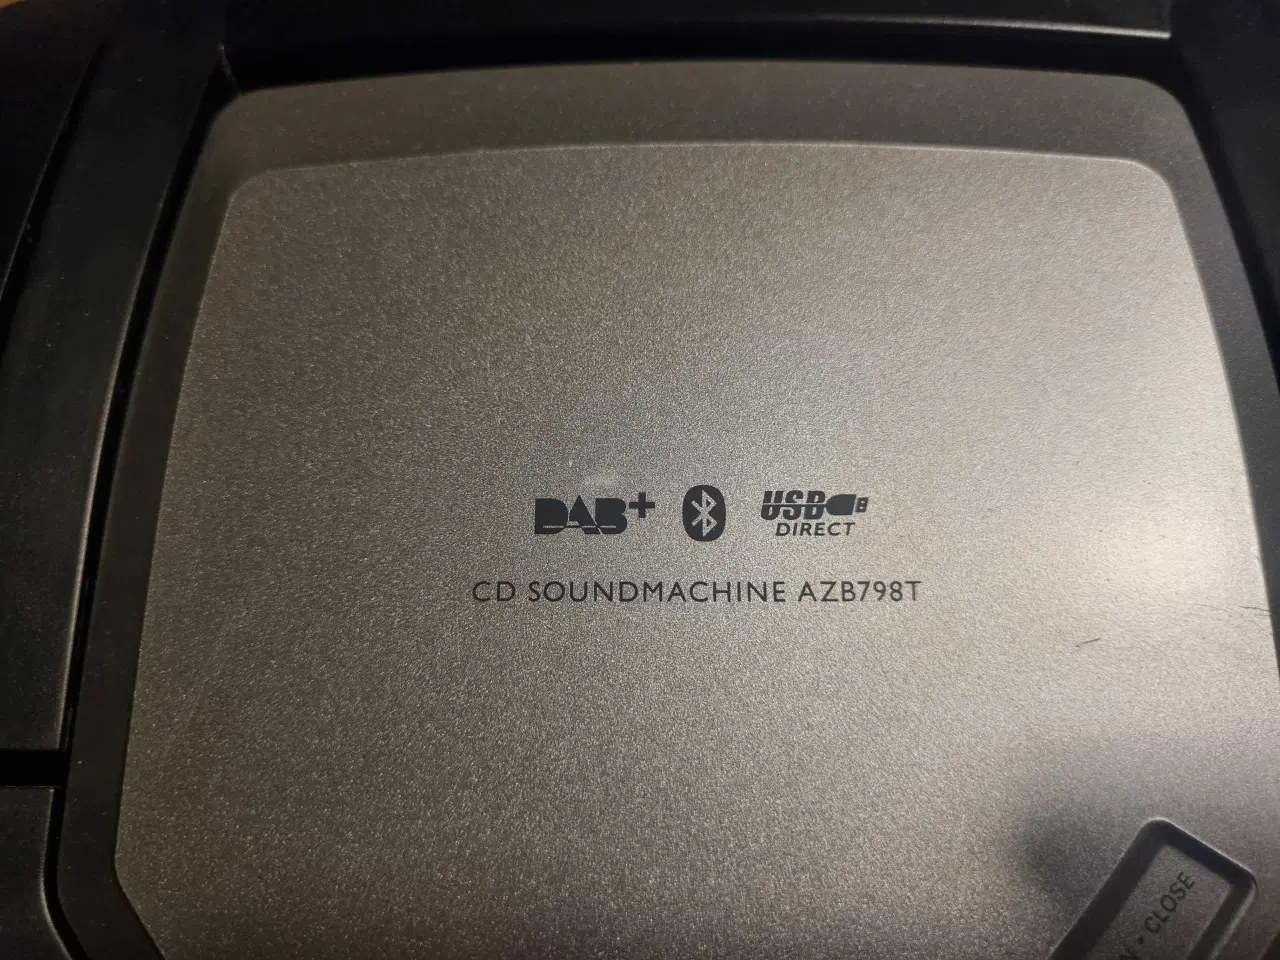 DAB+ USB DIRECT
CD SOUNDMACHINE AZB798T
• CLOSE